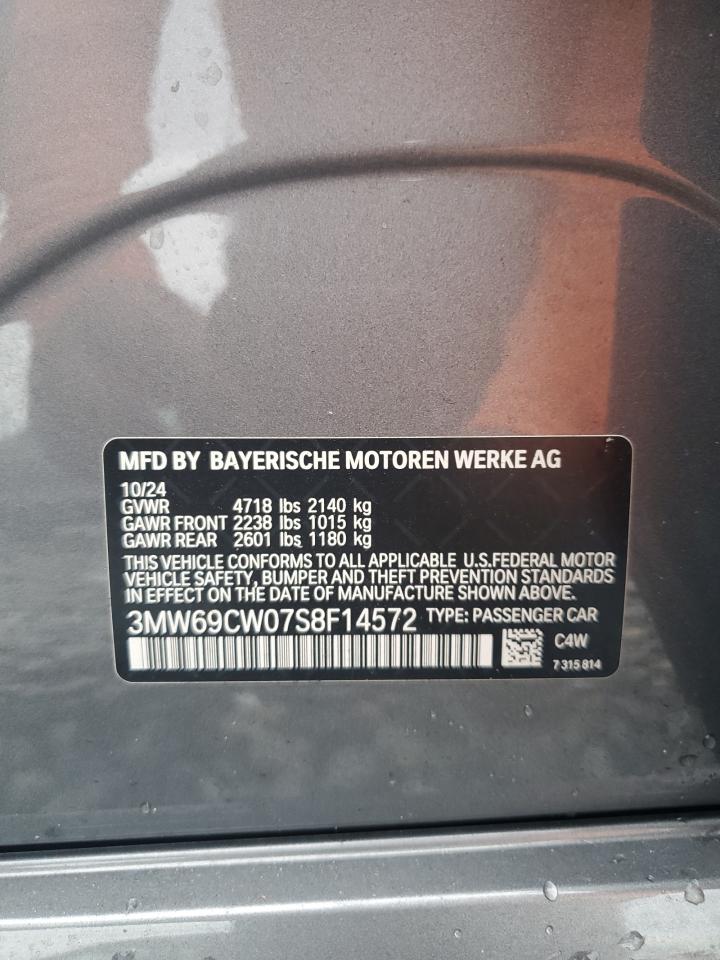 MFD BY BAYERISCHE MOTOREN WERKE AG
10/24
GVWR 4718 lbs 2140 kg
GAWR FRONT 2238 lbs 1015 kg
GAWR REAR 2601 lbs 1180 kg
THIS VEHICLE CONFORMS TO ALL APPLICABLE U.S.FEDERAL MOTOR
VEHICLE SAFETY, BUMPER AND THEFT PREVENTION STANDARDS
IN EFFECT ON THE DATE OF MANUFACTURE SHOWN ABOVE.
3MW69CW07S8F14572 TYPE: PASSENGER CAR
C4W
7 315 814